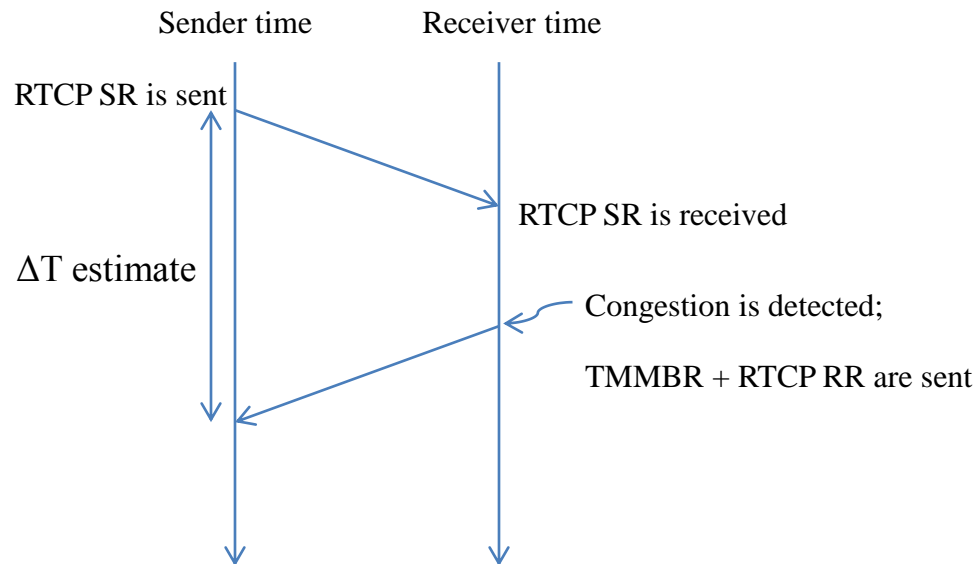 Sender time
Receiver time
RTCP SR is sent
RTCP SR is received
ΔT estimate
Congestion is detected;
TMMBR + RTCP RR are sent